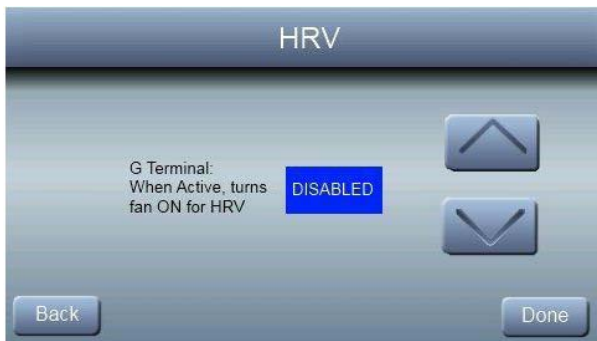 HRV
G Terminal:
When Active, turns
fan ON for HRV
DISABLED
Back
Done